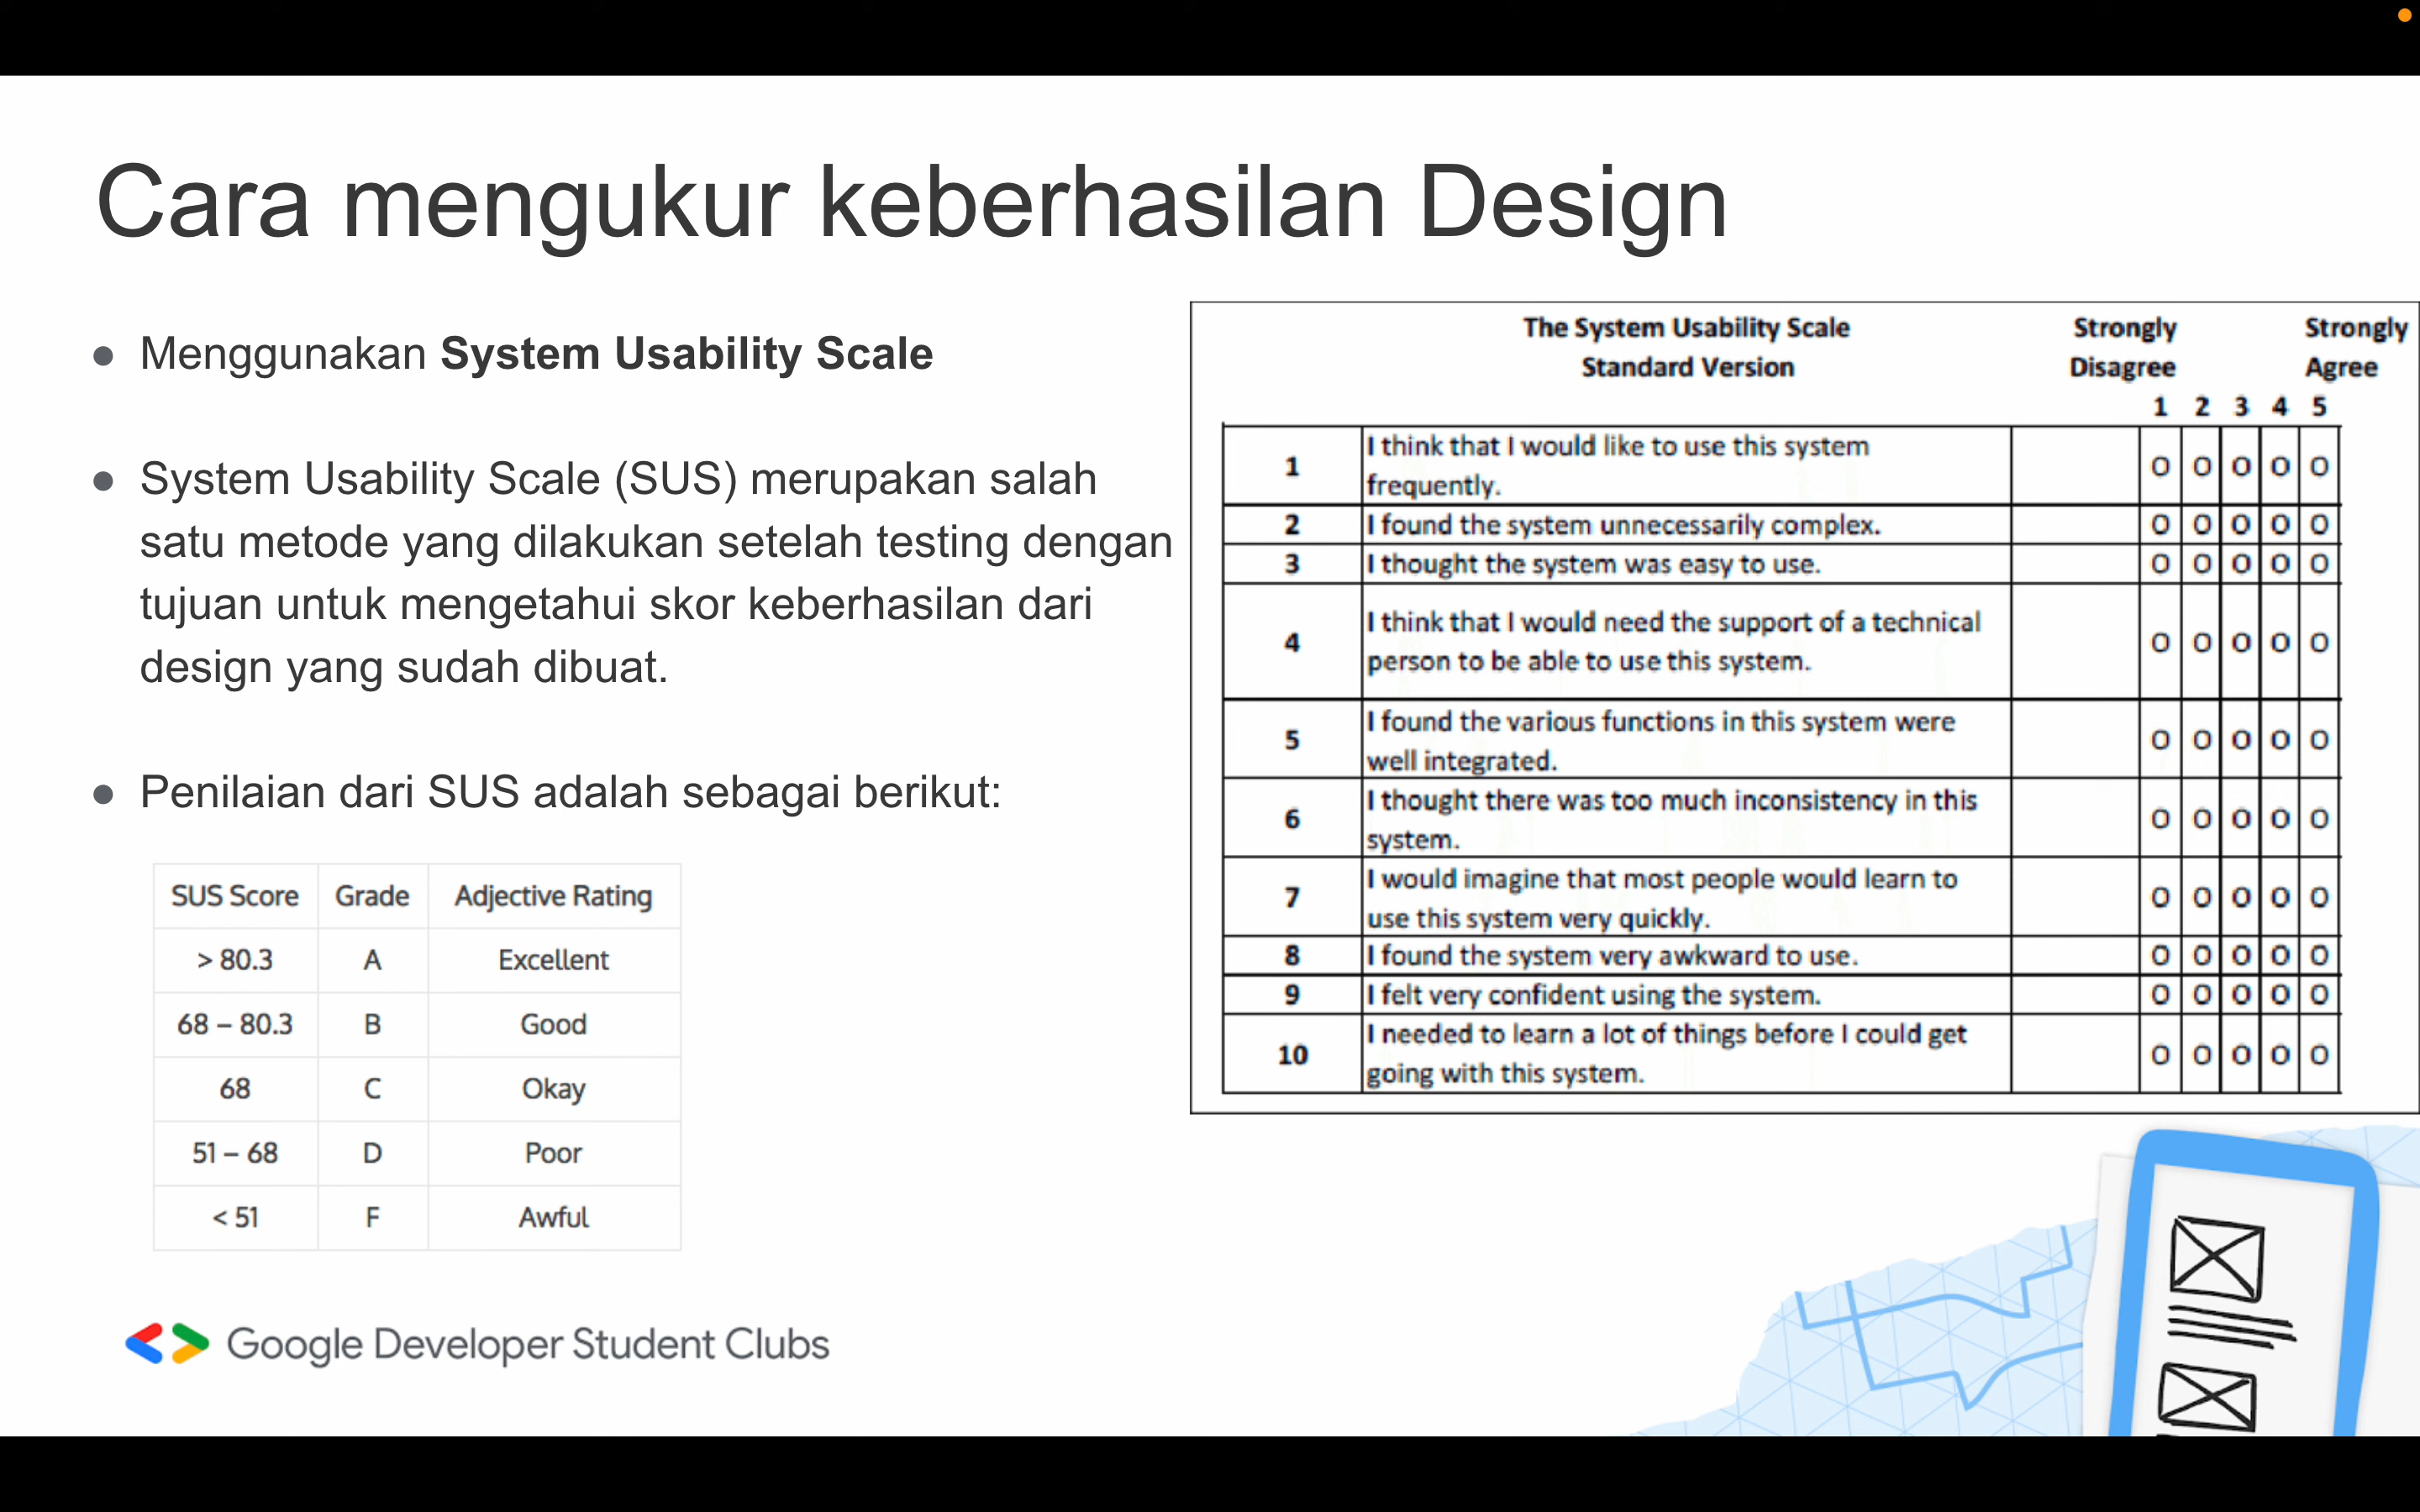 Cara mengukur keberhasilan Design
● Menggunakan System Usability Scale
● System Usability Scale (SUS) merupakan salah
satu metode yang dilakukan setelah testing dengan
tujuan untuk mengetahui skor keberhasilan dari
design yang sudah dibuat.
● Penilaian dari SUS adalah sebagai berikut:
SUS Score Grade Adjective Rating
> 80.3 A Excellent
68 – 80.3 B Good
68 C Okay
51 – 68 D Poor
< 51 F Awful
The System Usability Scale Strongly Strongly
Standard Version Disagree Agree
1 2 3 4 5
1 I think that I would like to use this system O O O O O
frequently.
2 I found the system unnecessarily complex. O O O O O
3 I thought the system was easy to use. O O O O O
4 I think that I would need the support of a technical O O O O O
person to be able to use this system.
5 I found the various functions in this system were O O O O O
well integrated.
6 I thought there was too much inconsistency in this O O O O O
system.
7 I would imagine that most people would learn to O O O O O
use this system very quickly.
8 I found the system very awkward to use. O O O O O
9 I felt very confident using the system. O O O O O
10 I needed to learn a lot of things before I could get O O O O O
going with this system.
Google Developer Student Clubs